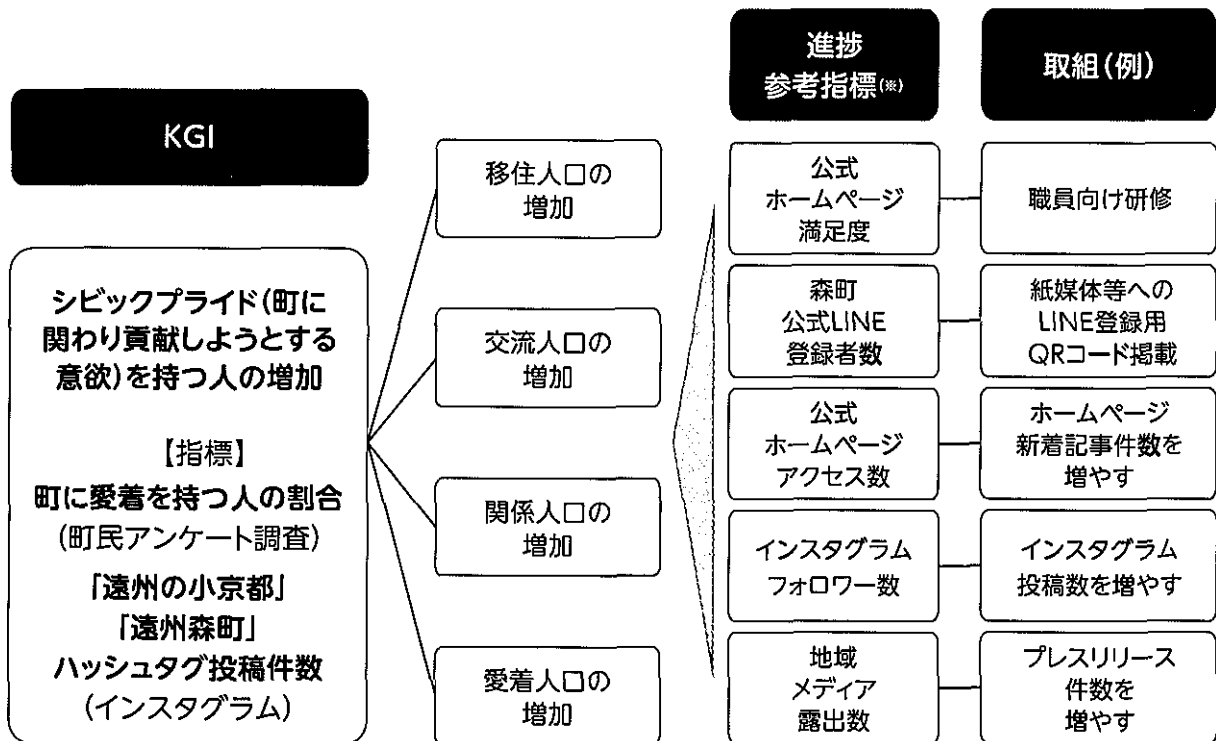 KGI
シビックプライド(町に
関わり貢献しようとする
意欲)を持つ人の増加
【指標】
町に愛着を持つ人の割合
(町民アンケート調査)
「遠州の小京都」
「遠州森町」
ハッシュタグ投稿件数
(インスタグラム)
移住人口の
増加
交流人口の
増加
関係人口の
増加
愛着人口の
増加
進捗
参考指標(※)
取組(例)
公式
ホームページ
満足度
職員向け研修
森町
公式LINE
登録者数
紙媒体等への
LINE登録用
QRコード掲載
公式
ホームページ
アクセス数
ホームページ
新着記事件数を
増やす
インスタグラム
フォロワー数
インスタグラム
投稿数を増やす
地域
メディア
露出数
プレスリリース
件数を
増やす